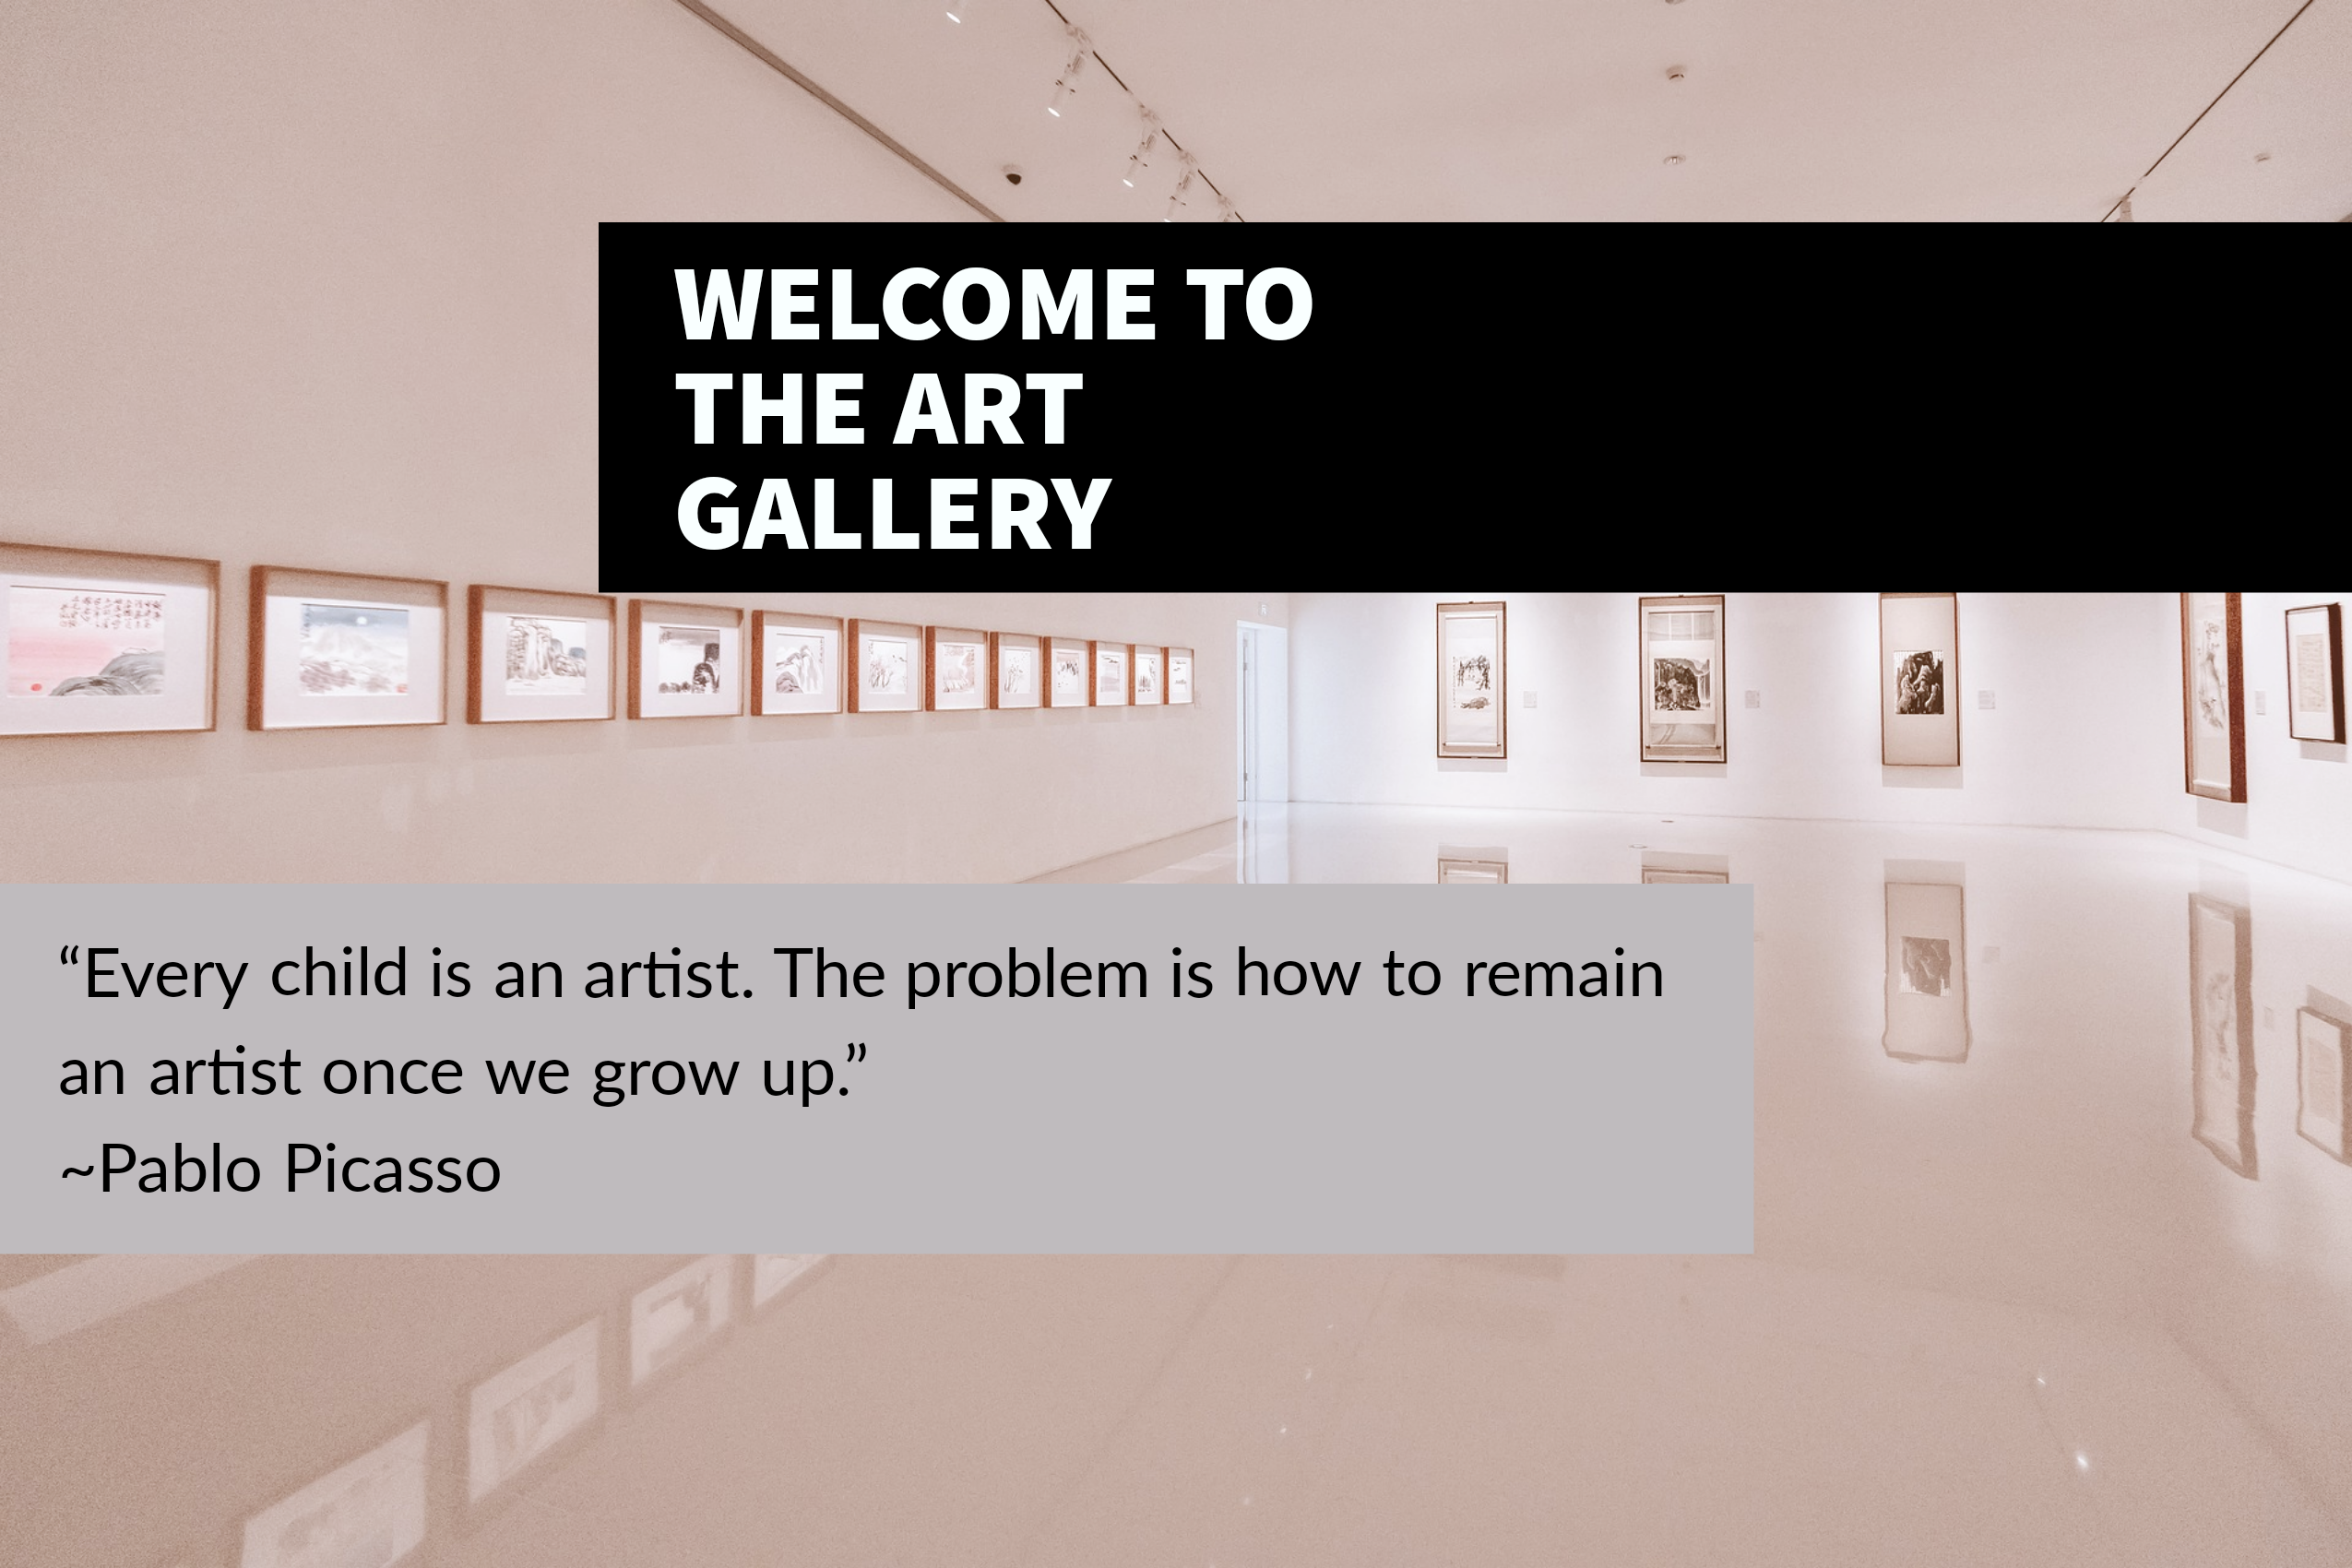 WELCOME TO
THE ART
GALLERY
“Every child is an artist. The problem is how to remain
an artist once we grow up.”
~Pablo Picasso